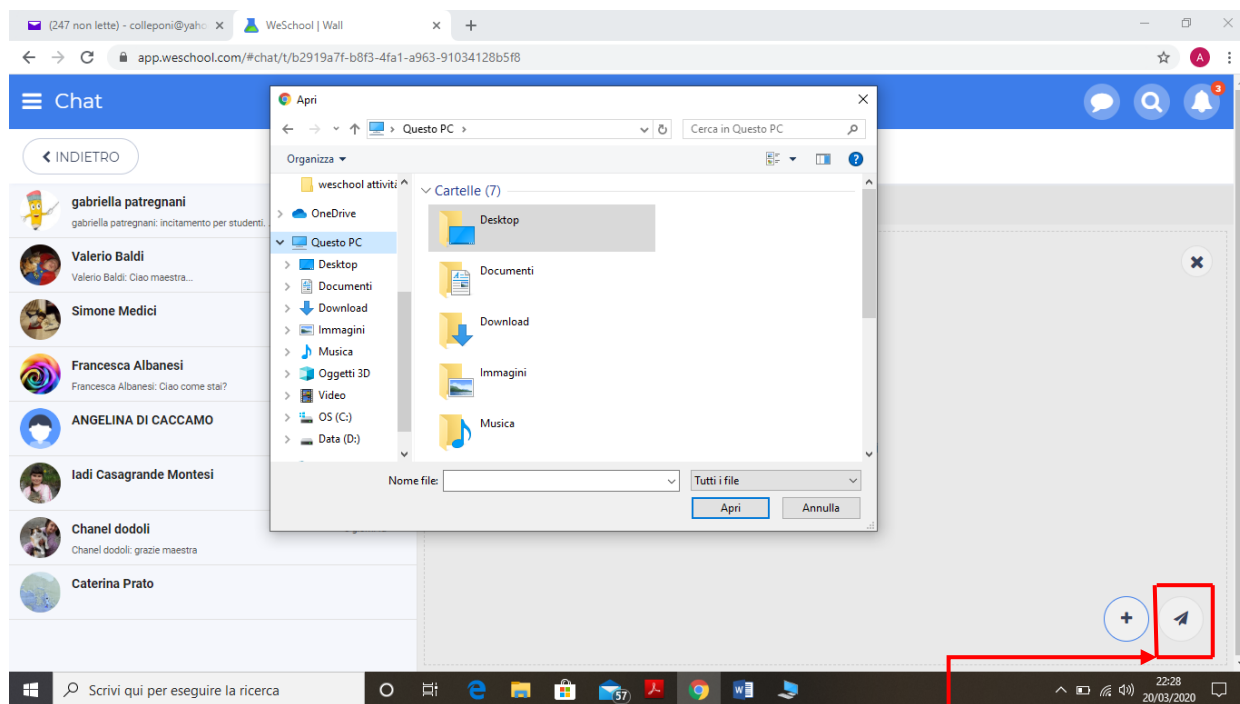 (247 non lette) - colleponi@yaho
WeSchool | Wall
app.weschool.com/#chat/t/b2919a7f-b8f3-4fa1-a963-91034128b5f8
A
Chat
3
INDIETRO
gabriella patregnani
gabriella patregnani: incitamento per studenti.
Valerio Baldi
Valerio Baldi: Ciao maestra...
Simone Medici
Francesca Albanesi
Francesca Albanesi: Ciao come stai?
ANGELINA DI CACCAMO
Iadi Casagrande Montesi
Chanel dodoli
Chanel dodoli: grazie maestra
Caterina Prato
Apri
Questo PC
Cerca in Questo PC
Organizza
weschool attività
OneDrive
Questo PC
Desktop
Documenti
Download
Immagini
Musica
Oggetti 3D
Video
OS (C:)
Data (D:)
Cartelle (7)
Desktop
Documenti
Download
Immagini
Musica
Nome file:
Tutti i file
Apri
Annulla
Scrivi qui per eseguire la ricerca
57
22:28
20/03/2020